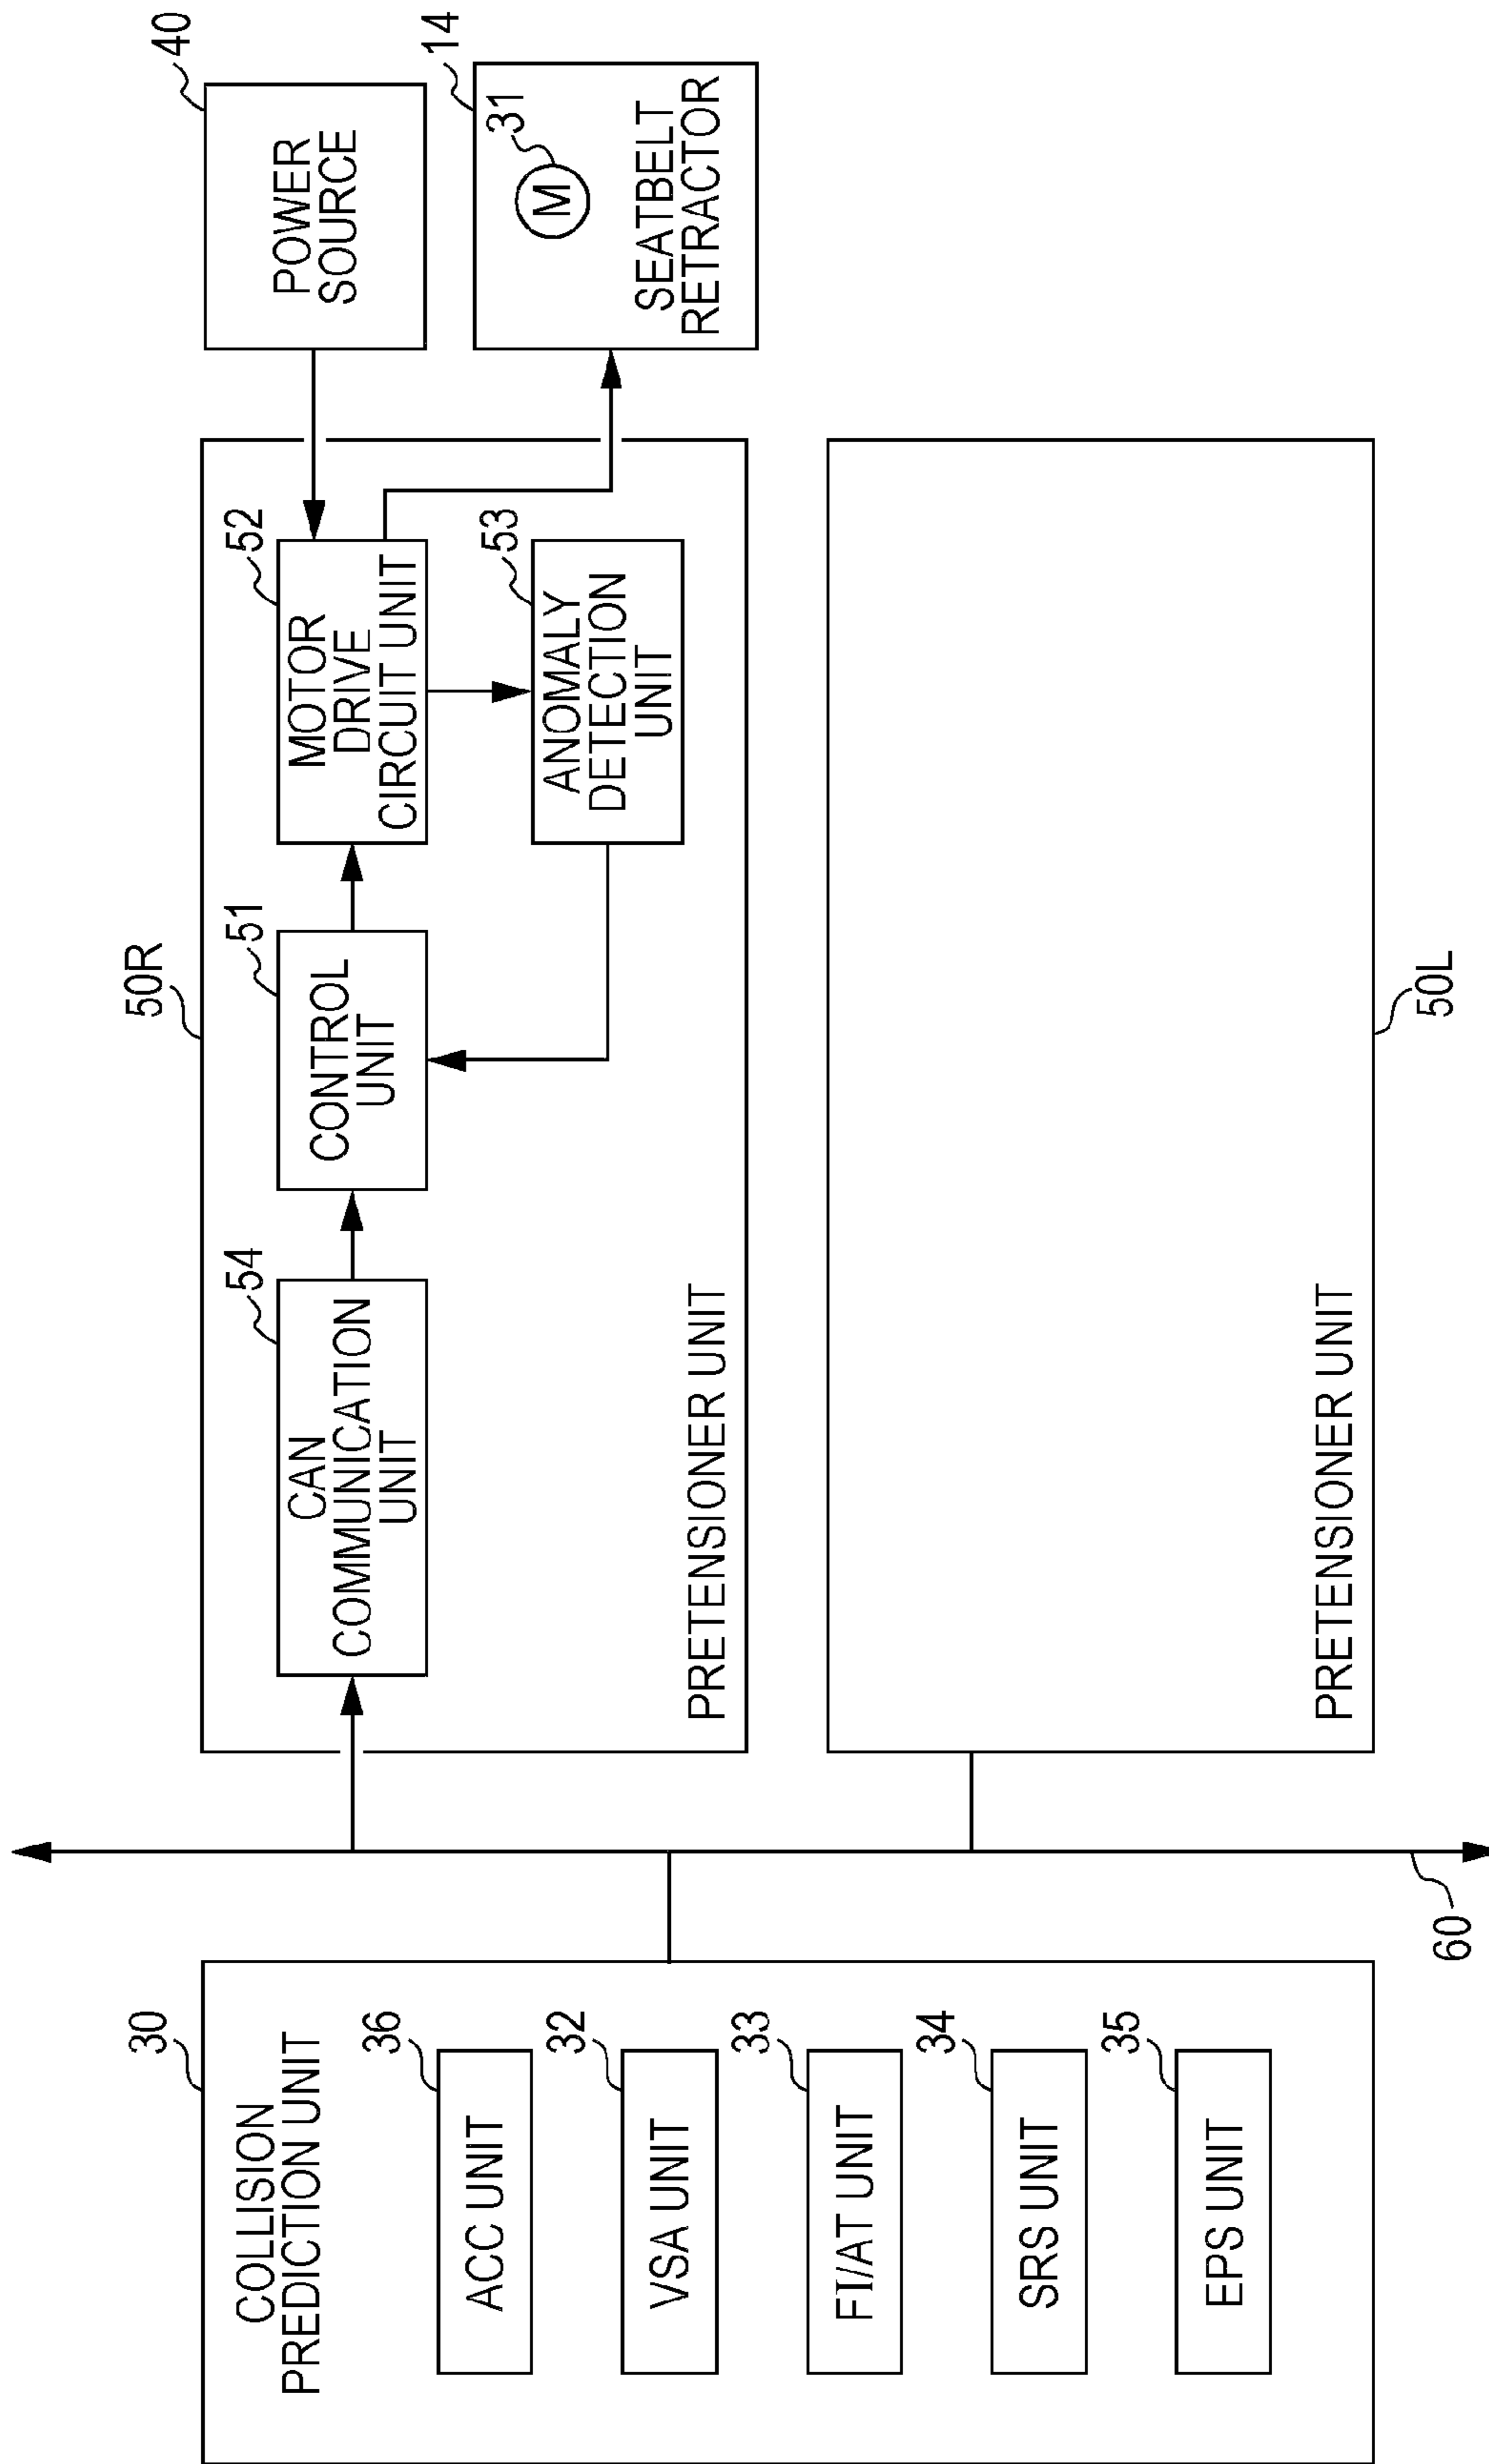 30
COLLISION
PREDICTION UNIT
36
ACC UNIT
32
VSA UNIT
33
FI/AT UNIT
34
SRS UNIT
35
EPS UNIT
60
50R
54
CAN
COMMUNICATION
UNIT
51
CONTROL
UNIT
52
MOTOR
DRIVE
CIRCUIT UNIT
53
ANOMALY
DETECTION
UNIT
PRETENSIONER UNIT
40
POWER
SOURCE
14
31
M
SEATBELT
RETRACTOR
PRETENSIONER UNIT
50L